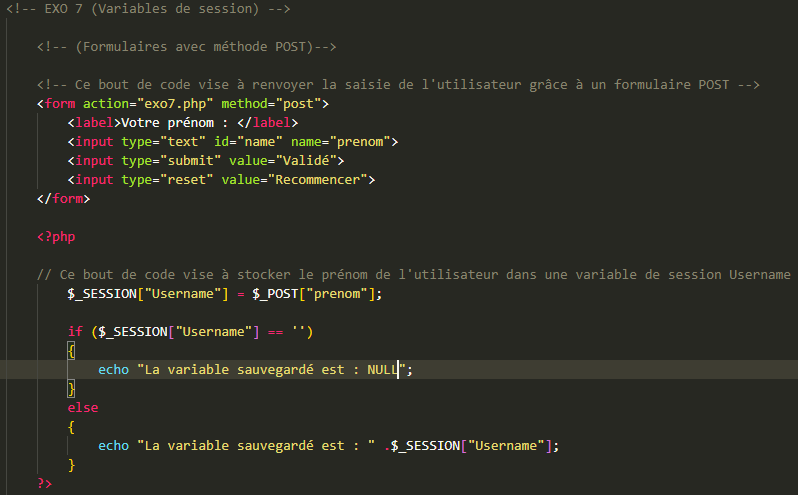 <!-- EXO 7 (Variables de session) -->
<!-- (Formulaires avec méthode POST)-->
<!-- Ce bout de code vise à renvoyer la saisie de l'utilisateur grâce à un formulaire POST -->
<form action="exo7.php" method="post">
<label>Votre prénom : </label>
<input type="text" id="name" name="prenom">
<input type="submit" value="Validé">
<input type="reset" value="Recommencer">
</form>
<?php
// Ce bout de code vise à stocker le prénom de l'utilisateur dans une variable de session Username
$_SESSION["Username"] = $_POST["prenom"];
if ($_SESSION["Username"] == '')
{
echo "La variable sauvegardé est : NULL";
}
else
{
echo "La variable sauvegardé est : " .$_SESSION["Username"];
}
?>